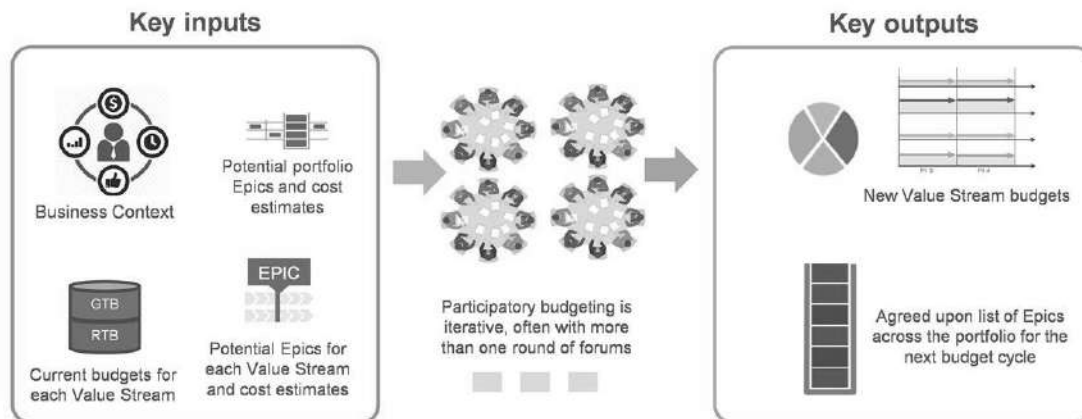 Key inputs
Business Context
Potential portfolio
Epics and cost
estimates
GTB
RTB
Current budgets for
each Value Stream
EPIC
Potential Epics for
each Value Stream
and cost estimates
Participatory budgeting is
iterative, often with more
than one round of forums
Key outputs
New Value Stream budgets
Agreed upon list of Epics
across the portfolio for the
next budget cycle